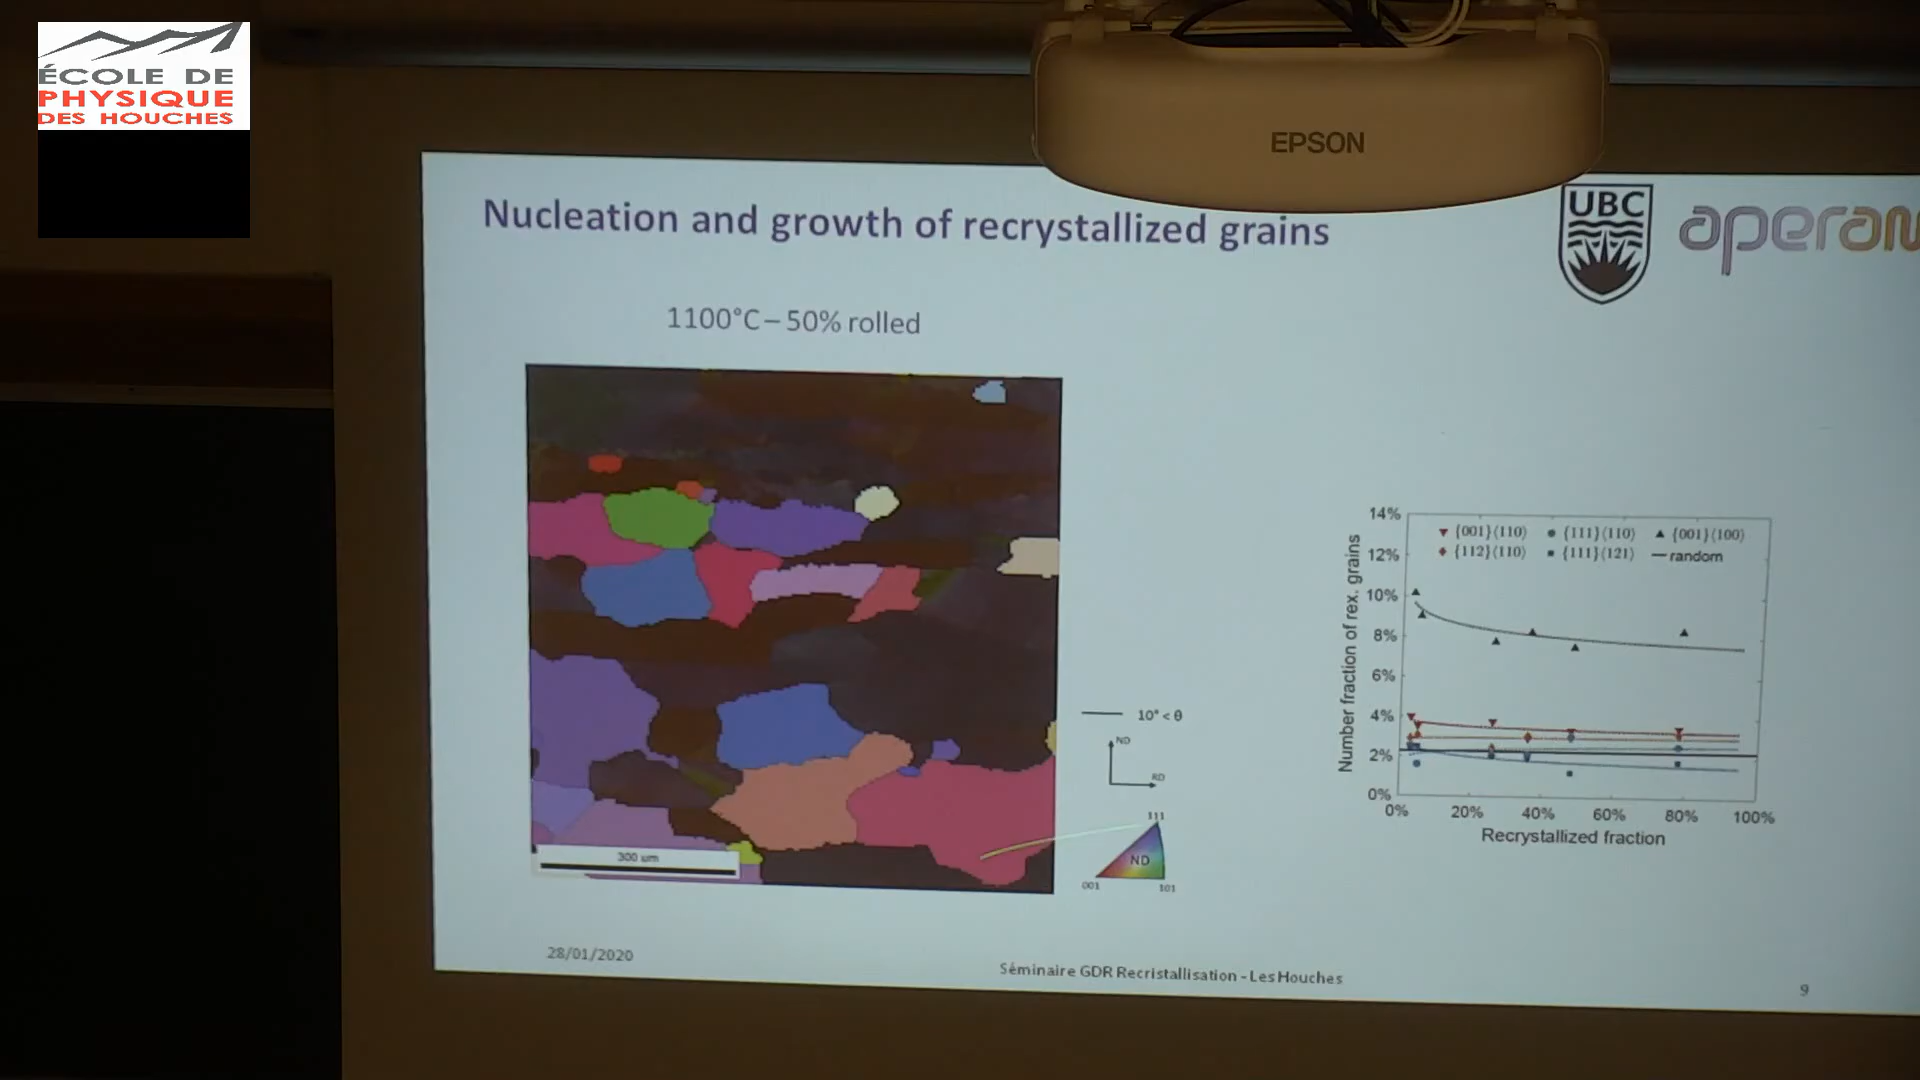 ÉCOLE DE
PHYSIQUE
DES HOUCHES
EPSON
Nucleation and growth of recrystallized grains
UBC
aperam
1100°C – 50% rolled
300 um
10° < θ
ND
RD
111
ND
001
101
14%
12%
10%
8%
6%
4%
2%
0%
Number fraction of rex. grains
{001}⟨110⟩ {111}⟨110⟩ {001}⟨100⟩
{112}⟨110⟩ {111}⟨121⟩ random
0% 20% 40% 60% 80% 100%
Recrystallized fraction
28/01/2020
Séminaire GDR Recristallisation - Les Houches
9